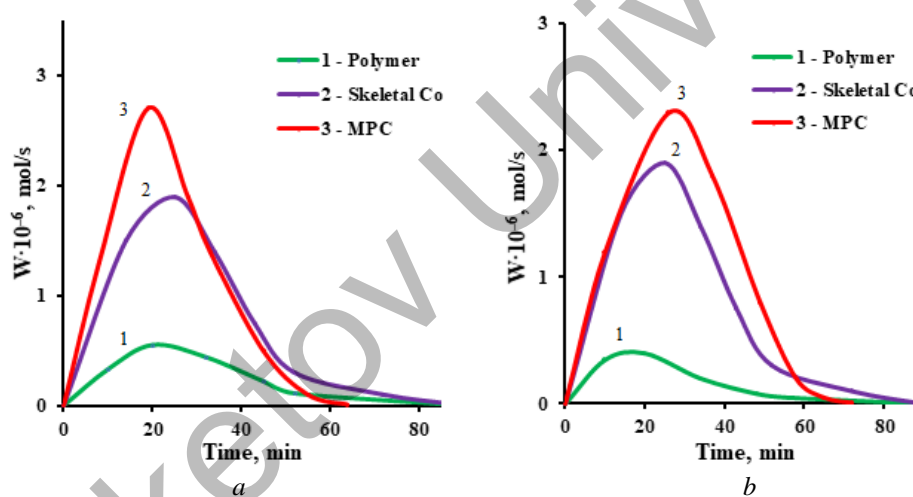 3
2
1
0
W·10⁻⁶, mol/s
1 - Polymer
2 - Skeletal Co
3 - MPC
3
2
1
0 20 40 60 80
Time, min
a
3
2
1
0
W·10⁻⁶, mol/s
1 - Polymer
2 - Skeletal Co
3 - MPC
3
2
1
0 20 40 60 80
Time, min
b
ketov Univ